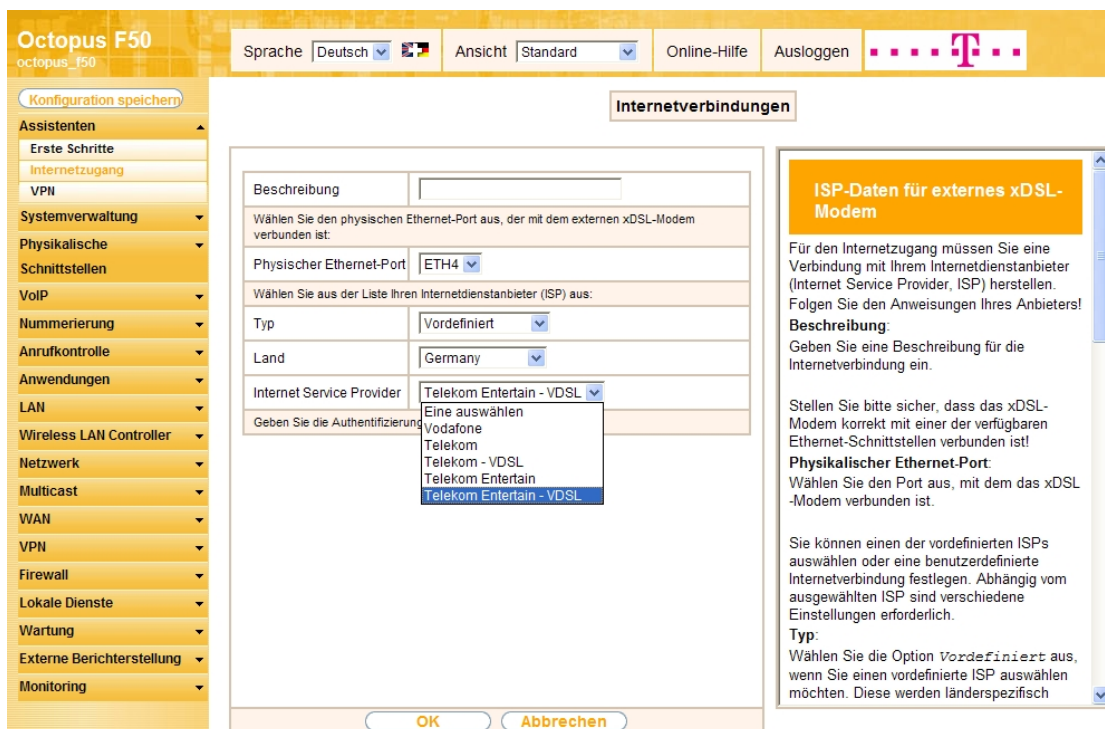 Octopus F50
octopus_f50
Sprache Deutsch Ansicht Standard Online-Hilfe Ausloggen
T
Konfiguration speichern
Assistenten
Erste Schritte
Internetzugang
VPN
Systemverwaltung
Physikalische
Schnittstellen
VoIP
Nummerierung
Anrufkontrolle
Anwendungen
LAN
Wireless LAN Controller
Netzwerk
Multicast
WAN
VPN
Firewall
Lokale Dienste
Wartung
Externe Berichterstellung
Monitoring
Internetverbindungen
Beschreibung
Wählen Sie den physischen Ethernet-Port aus, der mit dem externen xDSL-Modem
verbunden ist:
Physischer Ethernet-Port ETH4
Wählen Sie aus der Liste Ihren Internetdienstanbieter (ISP) aus:
Typ Vordefiniert
Land Germany
Internet Service Provider Telekom Entertain - VDSL
Geben Sie die Authentifizierung
Eine auswählen
Vodafone
Telekom
Telekom - VDSL
Telekom Entertain
Telekom Entertain - VDSL
OK Abbrechen
ISP-Daten für externes xDSL-
Modem
Für den Internetzugang müssen Sie eine
Verbindung mit Ihrem Internetdienstanbieter
(Internet Service Provider, ISP) herstellen.
Folgen Sie den Anweisungen Ihres Anbieters!
Beschreibung:
Geben Sie eine Beschreibung für die
Internetverbindung ein.
Stellen Sie bitte sicher, dass das xDSL-
Modem korrekt mit einer der verfügbaren
Ethernet-Schnittstellen verbunden ist!
Physikalischer Ethernet-Port:
Wählen Sie den Port aus, mit dem das xDSL
-Modem verbunden ist.
Sie können einen der vordefinierten ISPs
auswählen oder eine benutzerdefinierte
Internetverbindung festlegen. Abhängig vom
ausgewählten ISP sind verschiedene
Einstellungen erforderlich.
Typ:
Wählen Sie die Option Vordefiniert aus,
wenn Sie einen vordefinierte ISP auswählen
möchten. Diese werden länderspezifisch